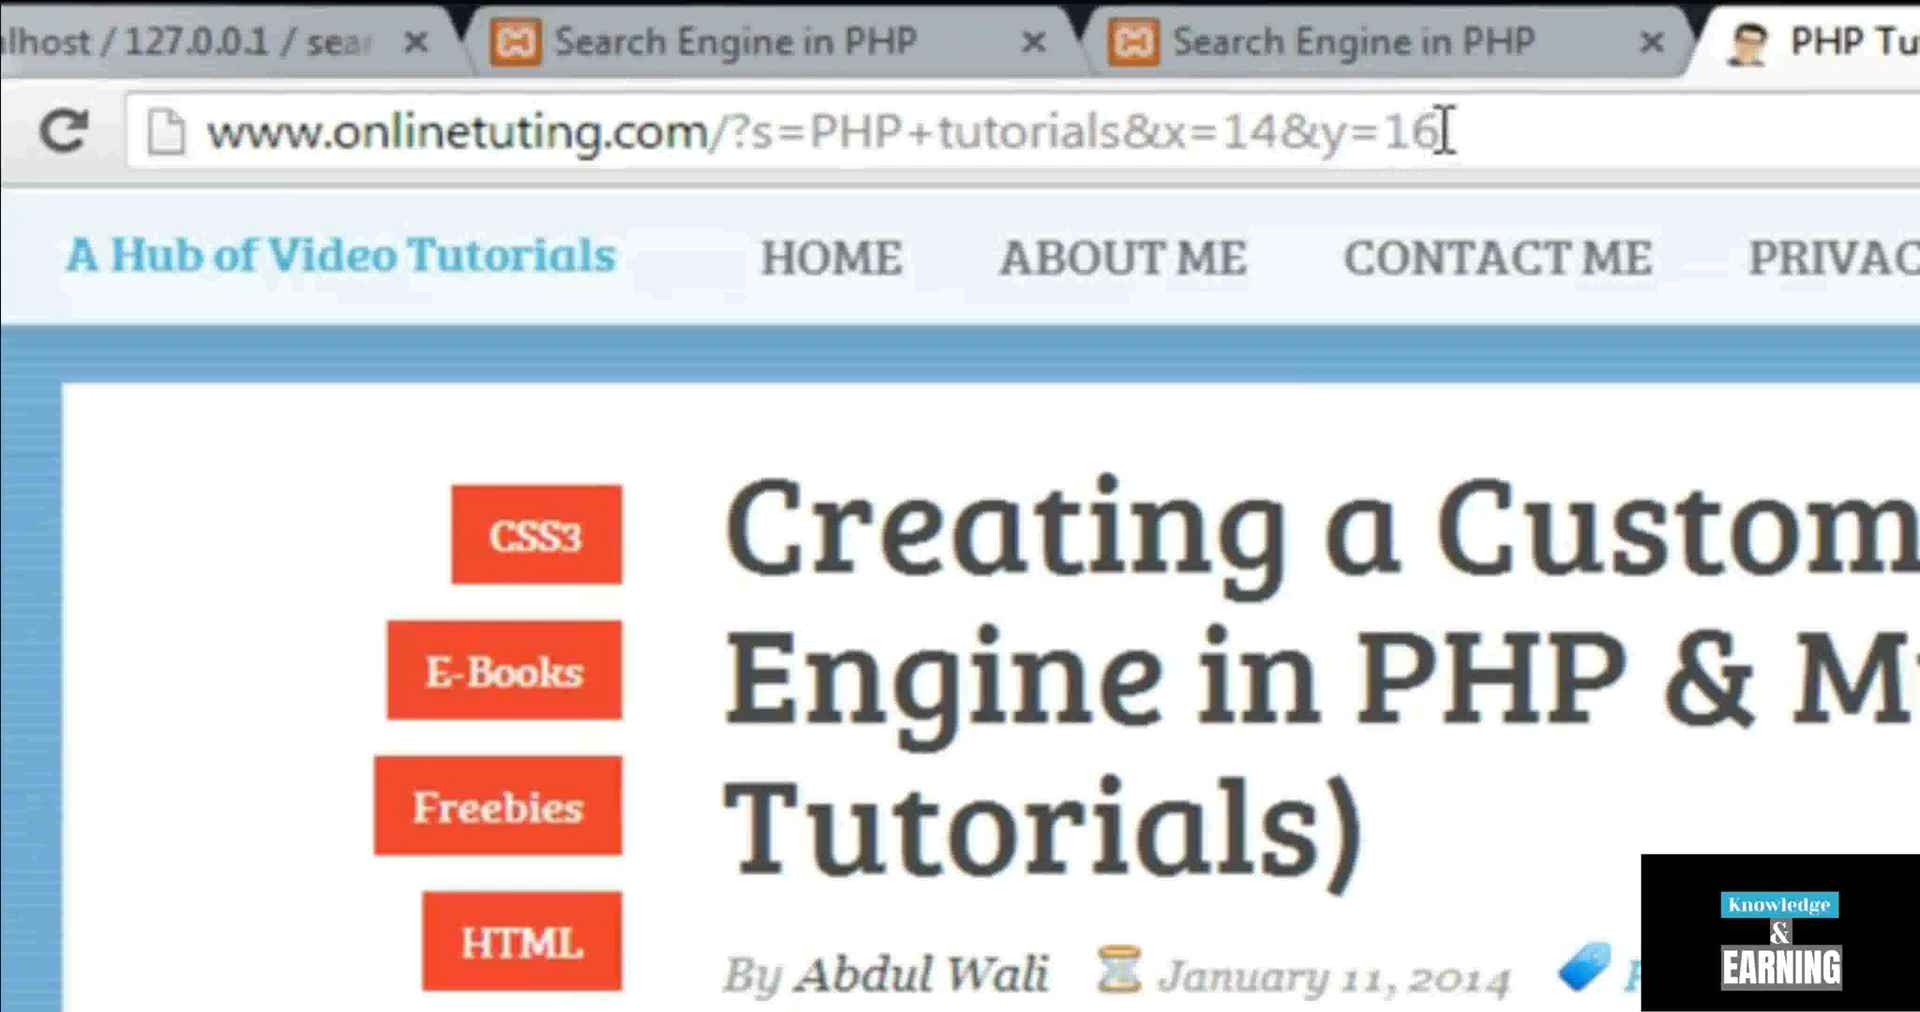 lhost / 127.0.0.1 / sear
Search Engine in PHP
Search Engine in PHP
PHP Tu
www.onlinetuting.com/?s=PHP+tutorials&x=14&y=16
A Hub of Video Tutorials
HOME
ABOUT ME
CONTACT ME
PRIVAC
CSS3
E-Books
Freebies
HTML
Creating a Custom
Engine in PHP & M
Tutorials)
By Abdul Wali
January 11, 2014
Knowledge
&
EARNING